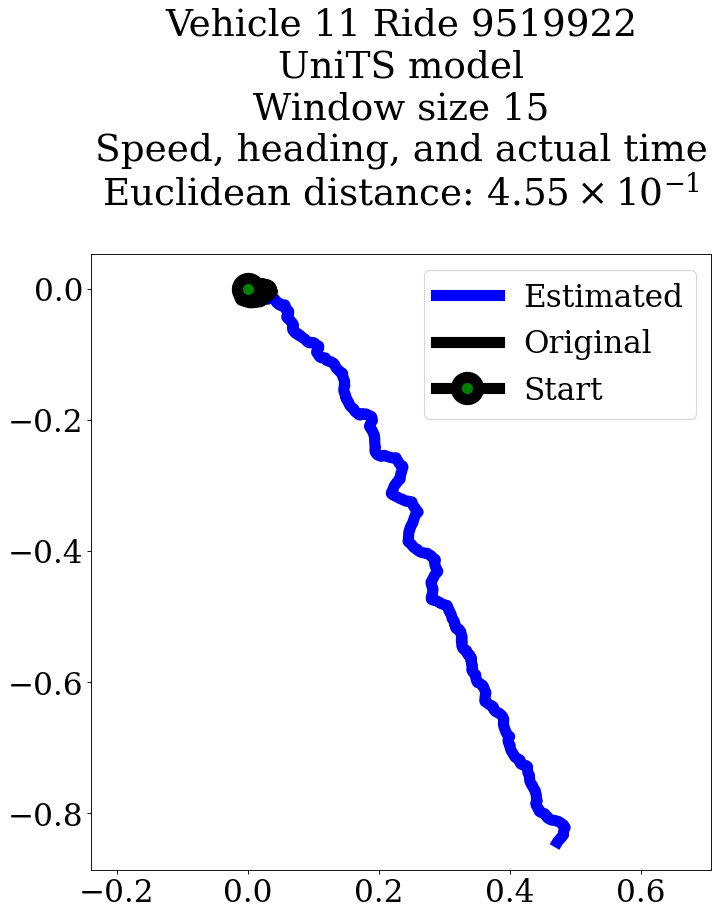 Vehicle 11 Ride 9519922
UniTS model
Window size 15
Speed, heading, and actual time
Euclidean distance: 4.55 × 10⁻¹
Estimated
Original
Start
0.0
−0.2
−0.4
−0.6
−0.8
−0.2 0.0 0.2 0.4 0.6